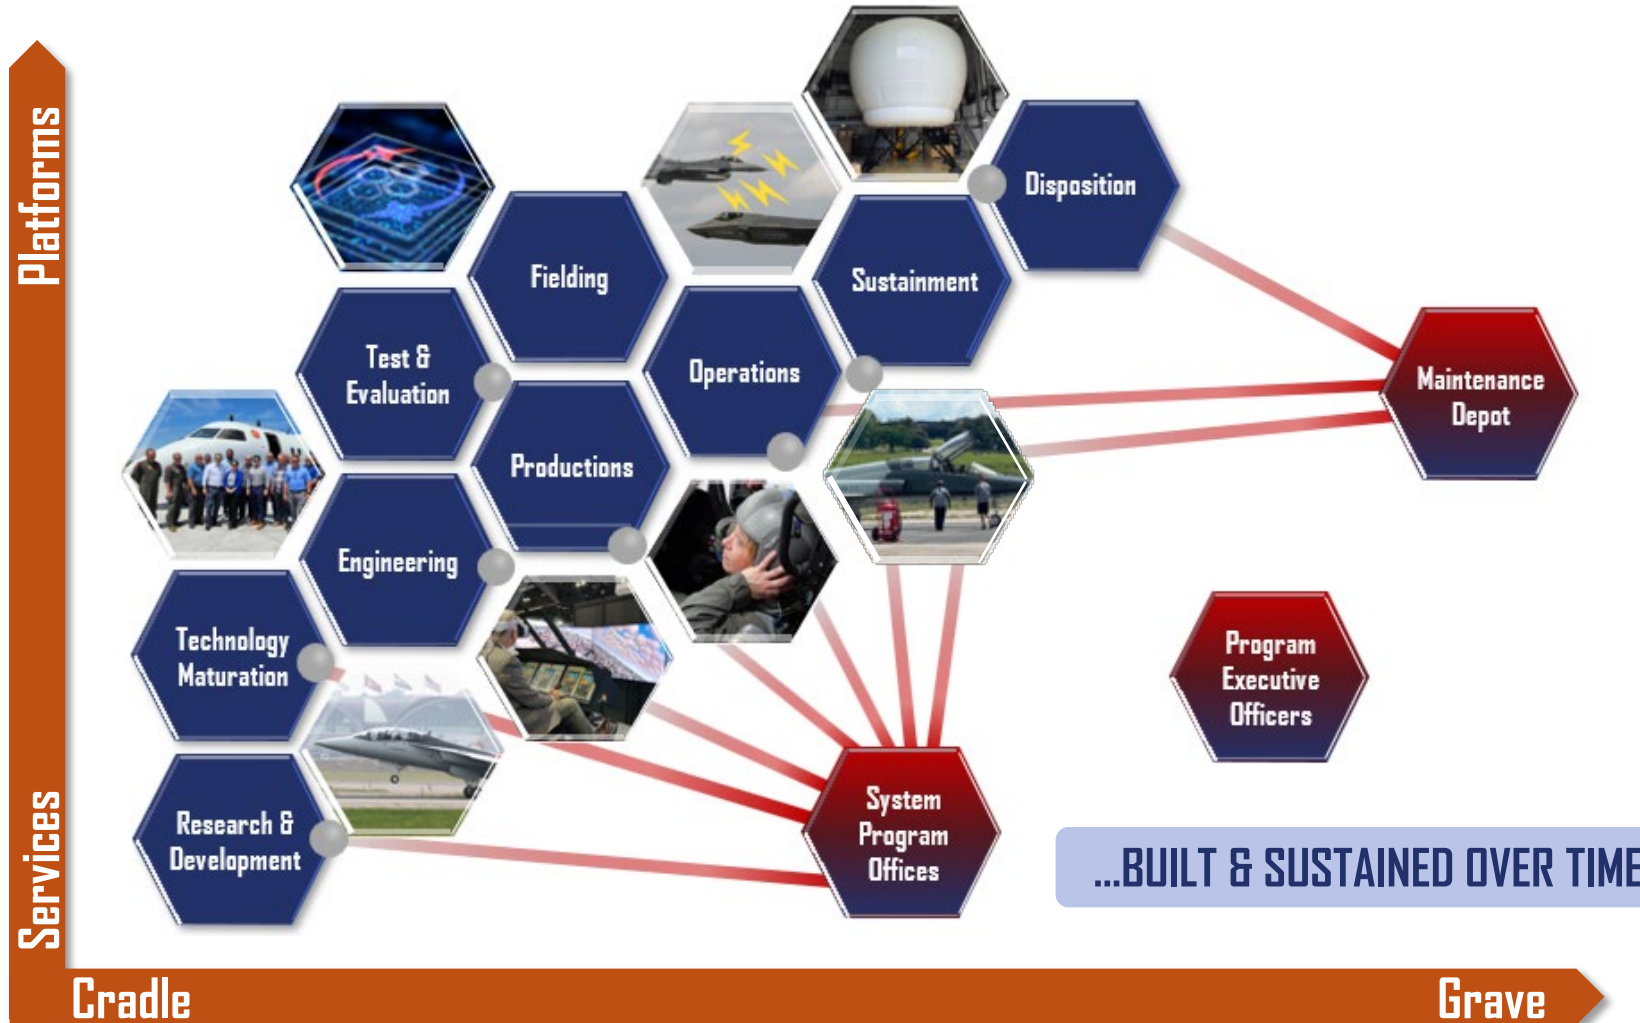 Platforms
Services
Disposition
Fielding
Sustainment
Test &
Evaluation
Operations
Maintenance
Depot
Productions
Engineering
Technology
Maturation
Program
Executive
Officers
Research &
Development
System
Program
Offices
...BUILT & SUSTAINED OVER TIME
Cradle
Grave